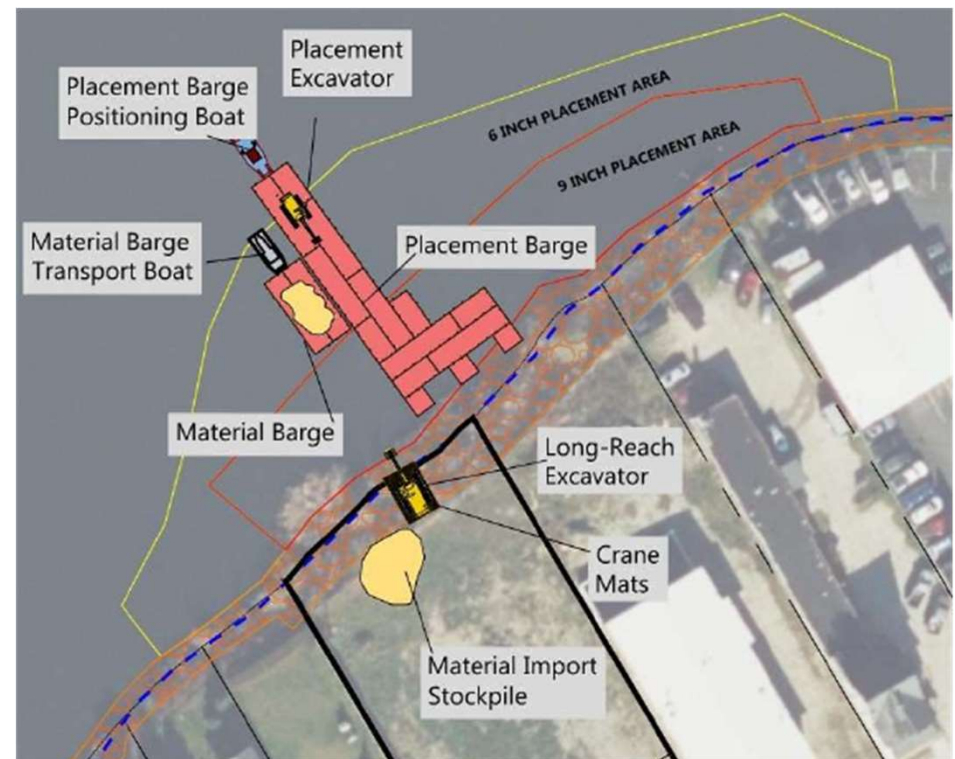 Placement
Excavator
Placement Barge
Positioning Boat
6 INCH PLACEMENT AREA
9 INCH PLACEMENT AREA
Material Barge
Transport Boat
Placement Barge
Material Barge
Long-Reach
Excavator
Crane
Mats
Material Import
Stockpile